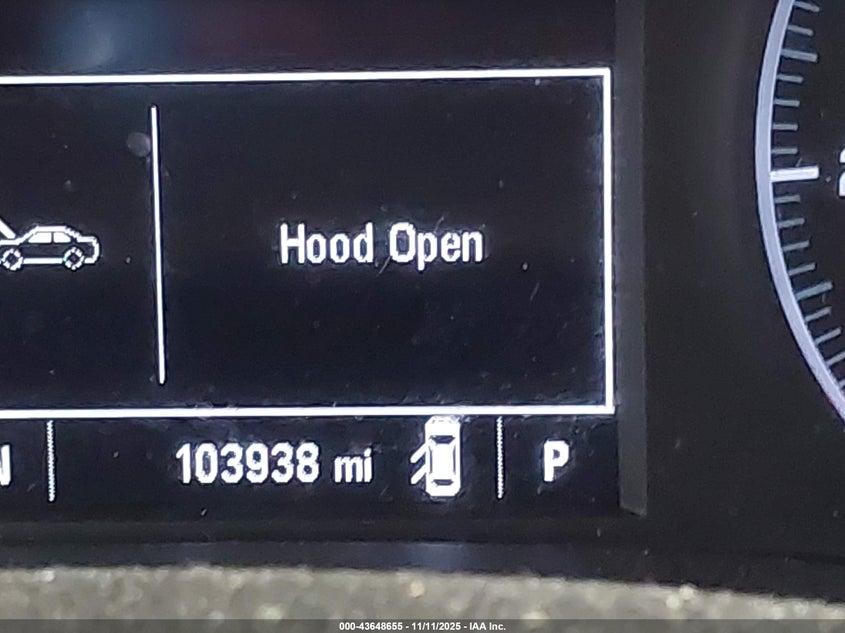 Hood Open
N
103938 mi
P
000-43648655 - 11/11/2025 - IAA Inc.